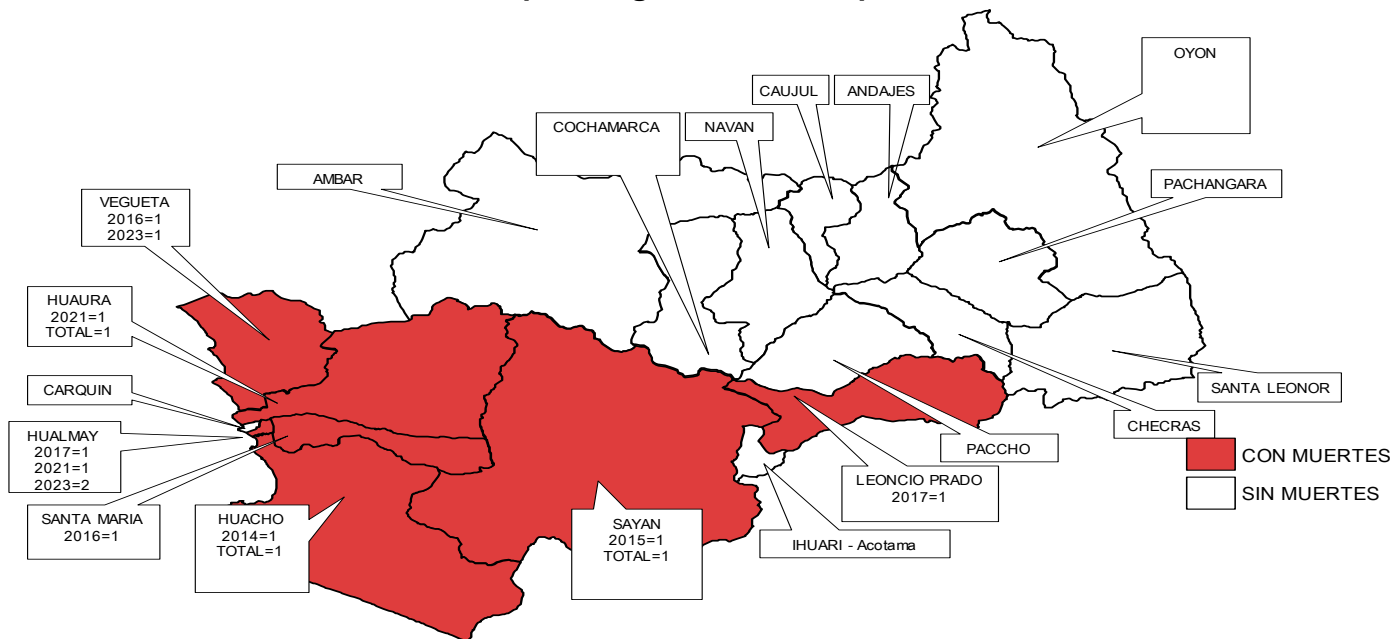 OYON
CAUJUL
ANDAJES
COCHAMARCA
NAVAN
AMBAR
PACHANGARA
VEGUETA
2016=1
2023=1
HUAURA
2021=1
TOTAL=1
CARQUIN
SANTA LEONOR
HUALMAY
2017=1
2021=1
2023=2
CHECRAS
PACCHO
CON MUERTES
LEONCIO PRADO
2017=1
SIN MUERTES
SANTA MARIA
2016=1
HUACHO
2014=1
TOTAL=1
SAYAN
2015=1
TOTAL=1
IHUARI - Acotama